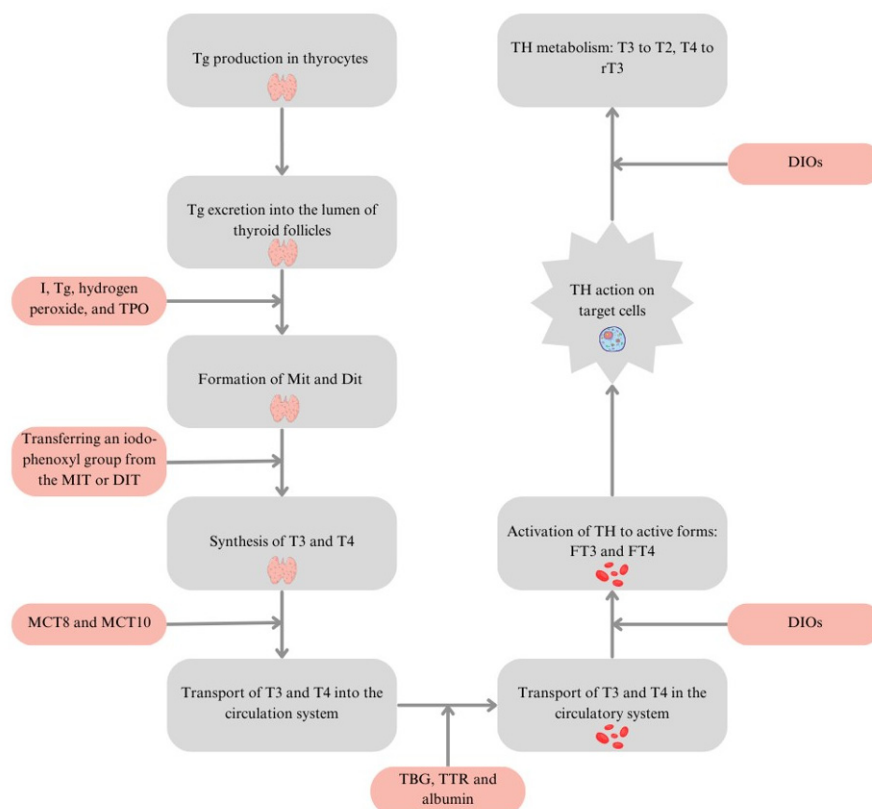 Tg production in thyrocytes
Tg excretion into the lumen of
thyroid follicles
I, Tg, hydrogen
peroxide, and TPO
Formation of Mit and Dit
Transferring an iodo-
phenoxyl group from
the MIT or DIT
Synthesis of T3 and T4
MCT8 and MCT10
Transport of T3 and T4 into the
circulation system
TBG, TTR and
albumin
Transport of T3 and T4 in the
circulatory system
DIOs
Activation of TH to active forms:
FT3 and FT4
TH action on
target cells
DIOs
TH metabolism: T3 to T2, T4 to
rT3